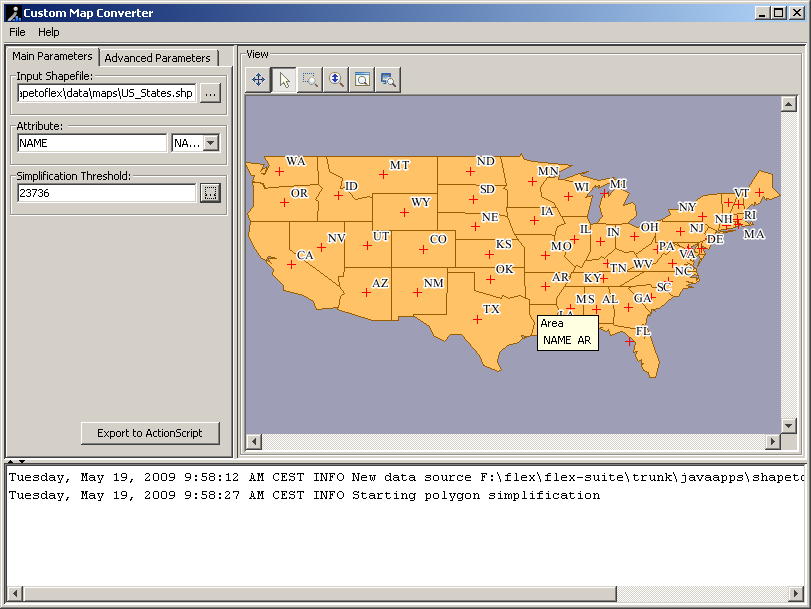 Custom Map Converter
File Help
Main Parameters Advanced Parameters
Input Shapefile:
apetoflex\data\maps\US_States.shp ...
Attribute:
NAME NA...
Simplification Threshold:
23736
Export to ActionScript
View
WA MT ND MN
OR ID SD WI MI VT
WY NY
NE IA NH RI
NV UT CO IL IN OH NJ MA
CA KS MO PA DE
OK WV VA
AZ NM AR KY TN NC
TX MS AL GA SC
FL
Area
NAME AR
Tuesday, May 19, 2009 9:58:12 AM CEST INFO New data source F:\flex\flex-suite\trunk\javaapps\shapeto
Tuesday, May 19, 2009 9:58:27 AM CEST INFO Starting polygon simplification